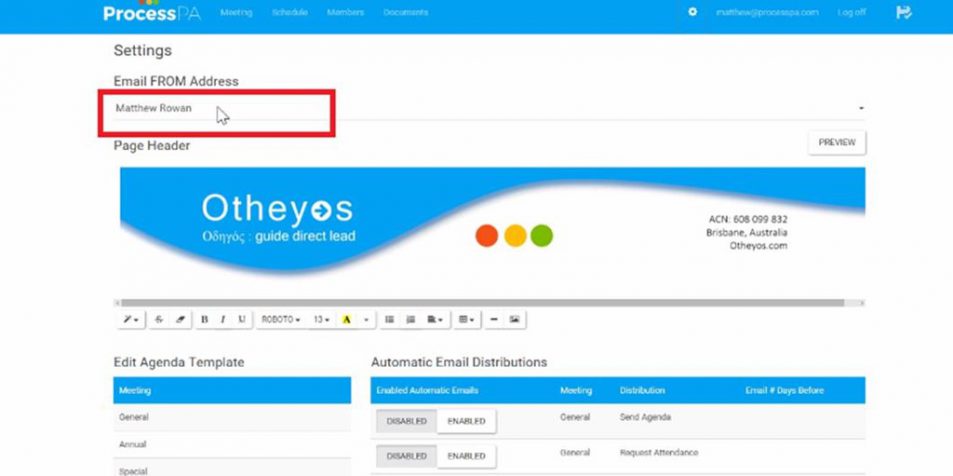 ProcessPA Meeting Schedule Members Documents matthew@processpa.com Log off
Settings
Email FROM Address
Matthew Rowan
Page Header
PREVIEW
Otheyos
Οδηγός : guide direct lead
ACN: 608 099 832
Brisbane, Australia
Otheyos.com
B I U ROBOTO 13 A
Edit Agenda Template
Meeting
General
Annual
Special
Automatic Email Distributions
Enabled Automatic Emails Meeting Distribution Email # Days Before
DISABLED ENABLED General Send Agenda
DISABLED ENABLED General Request Attendance